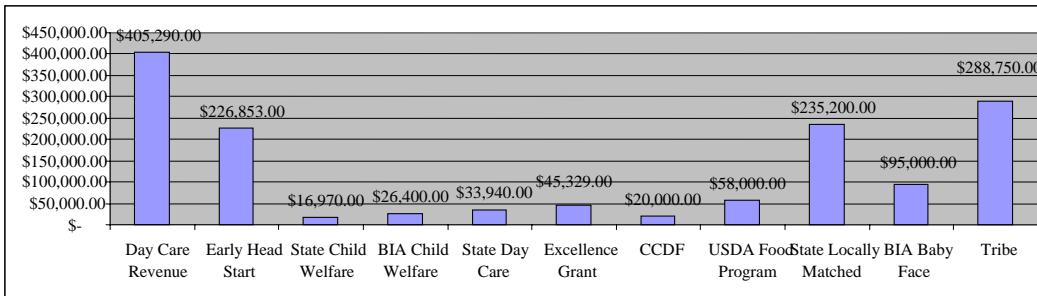 $450,000.00
$400,000.00
$350,000.00
$300,000.00
$250,000.00
$200,000.00
$150,000.00
$100,000.00
$50,000.00
$-
$405,290.00
$226,853.00
$16,970.00
$26,400.00
$33,940.00
$45,329.00
$20,000.00
$58,000.00
$235,200.00
$95,000.00
$288,750.00
Day Care
Revenue
Early Head
Start
State Child
Welfare
BIA Child
Welfare
State Day
Care
Excellence
Grant
CCDF
USDA Food
Program
State Locally
Matched
BIA Baby
Face
Tribe